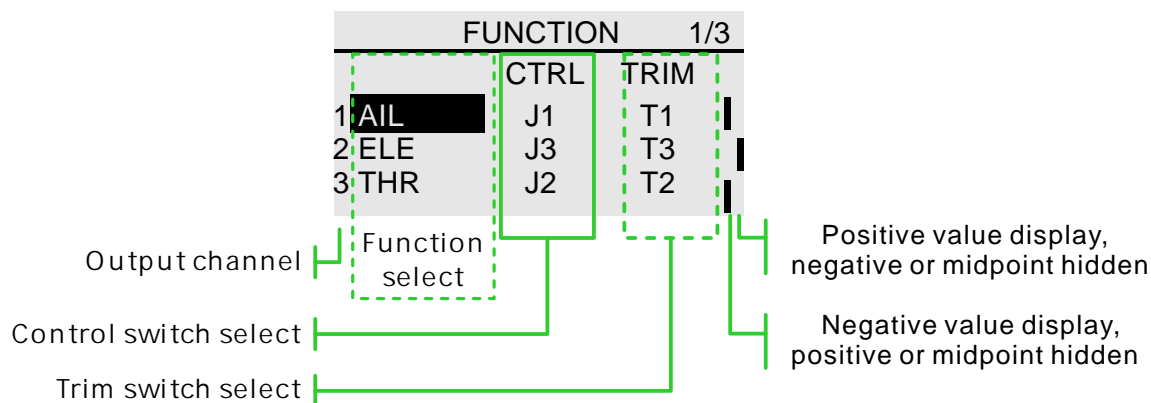 FUNCTION 1/3
CTRL TRIM
1 AIL J1 T1
2 ELE J3 T3
3 THR J2 T2
Output channel
Function
select
Control switch select
Trim switch select
Positive value display,
negative or midpoint hidden
Negative value display,
positive or midpoint hidden